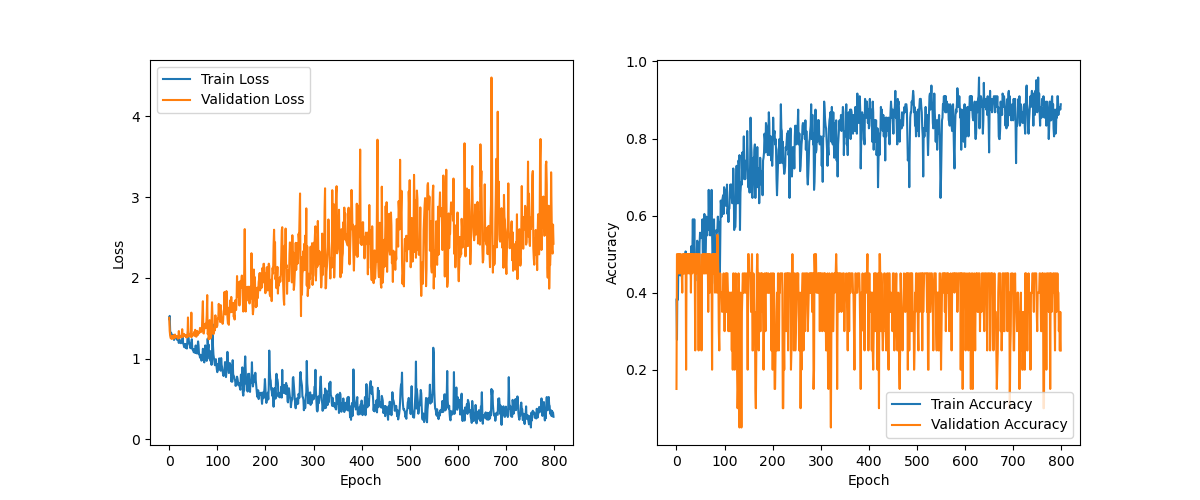 Train Loss
Validation Loss
4
3
2
1
0
Loss
0 100 200 300 400 500 600 700 800
Epoch
1.0
0.8
0.6
0.4
0.2
Accuracy
Train Accuracy
Validation Accuracy
0 100 200 300 400 500 600 700 800
Epoch